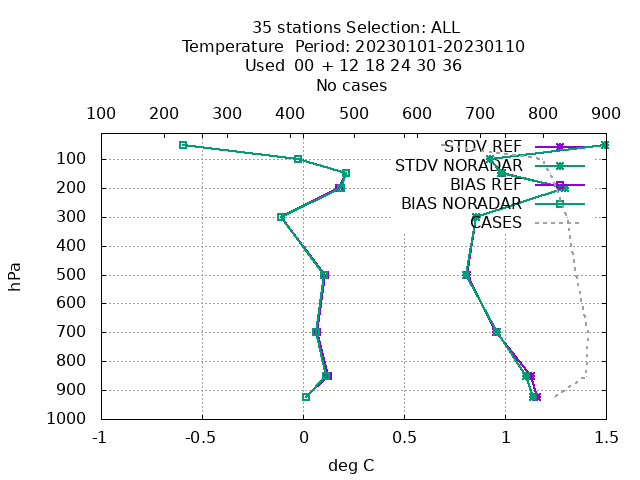 35 stations Selection: ALL
Temperature  Period: 20230101-20230110
Used  00 + 12 18 24 30 36
No cases
100 200 300 400 500 600 700 800 900
STDV REF
100
STDV NORADAR
200
BIAS REF
BIAS NORADAR
300
CASES
400
hPa
500
600
700
800
900
1000
-1 -0.5 0 0.5 1 1.5
deg C